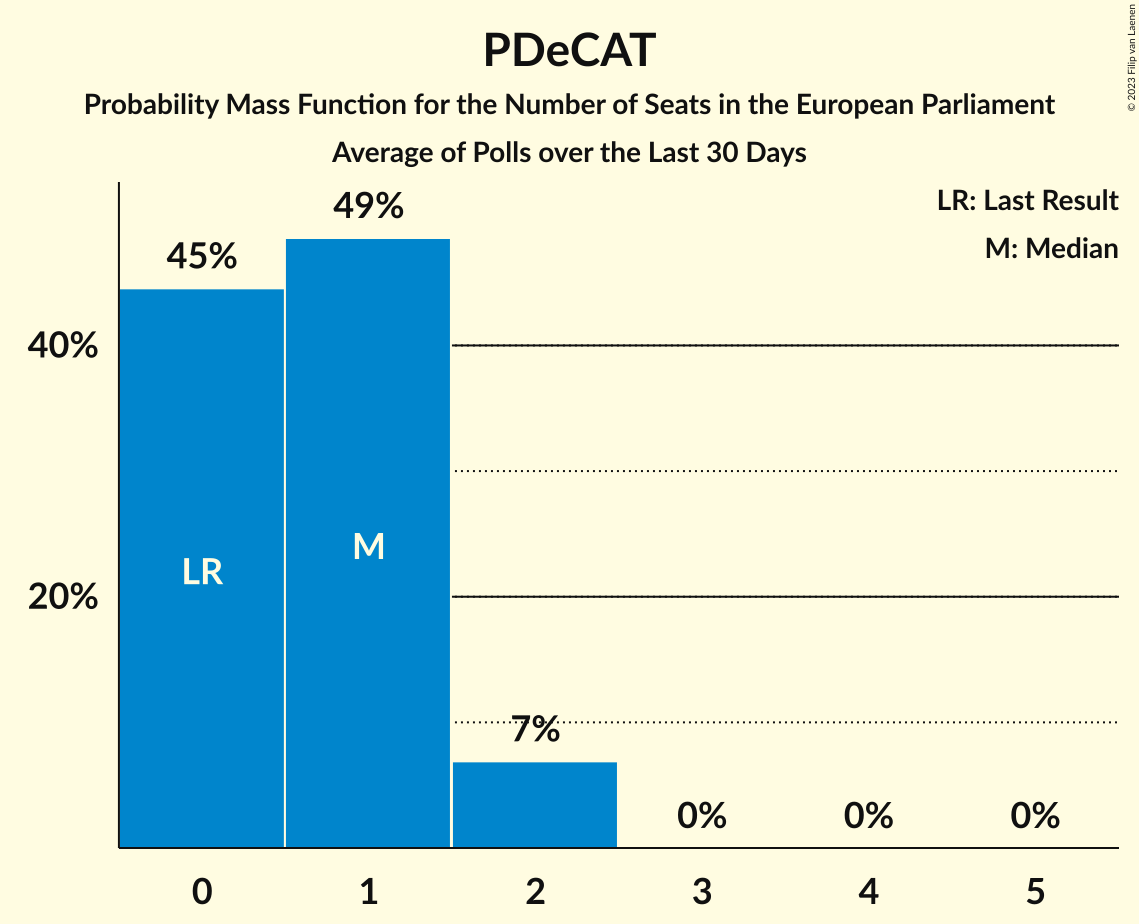 PDeCAT
Probability Mass Function for the Number of Seats in the European Parliament
Average of Polls over the Last 30 Days
© 2023 Filip van Laenen
LR: Last Result
M: Median
49%
45%
40%
20%
LR
M
7%
0%
0%
0%
0
1
2
3
4
5